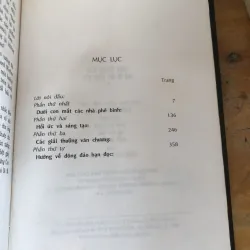 MỤC LỤC
Trang
Lời nói đầu:
Phần thứ nhất 7
Dưới con mắt các nhà phê bình:
Phần thứ hai 136
Hồi ức và sáng tạo:
Phần thứ ba 246
Các giải thưởng văn chương:
Phần thứ tư 358
Hướng về đông đảo bạn đọc: